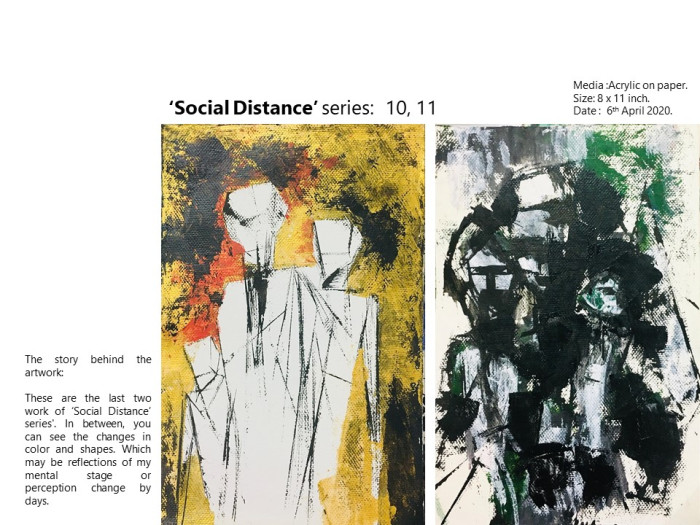 ‘Social Distance’ series: 10, 11
Media :Acrylic on paper.
Size: 8 x 11 inch.
Date : 6th April 2020.
The story behind the
artwork:
These are the last two
work of ‘Social Distance’
series’. In between, you
can see the changes in
color and shapes. Which
may be reflections of my
mental stage or
perception change by
days.